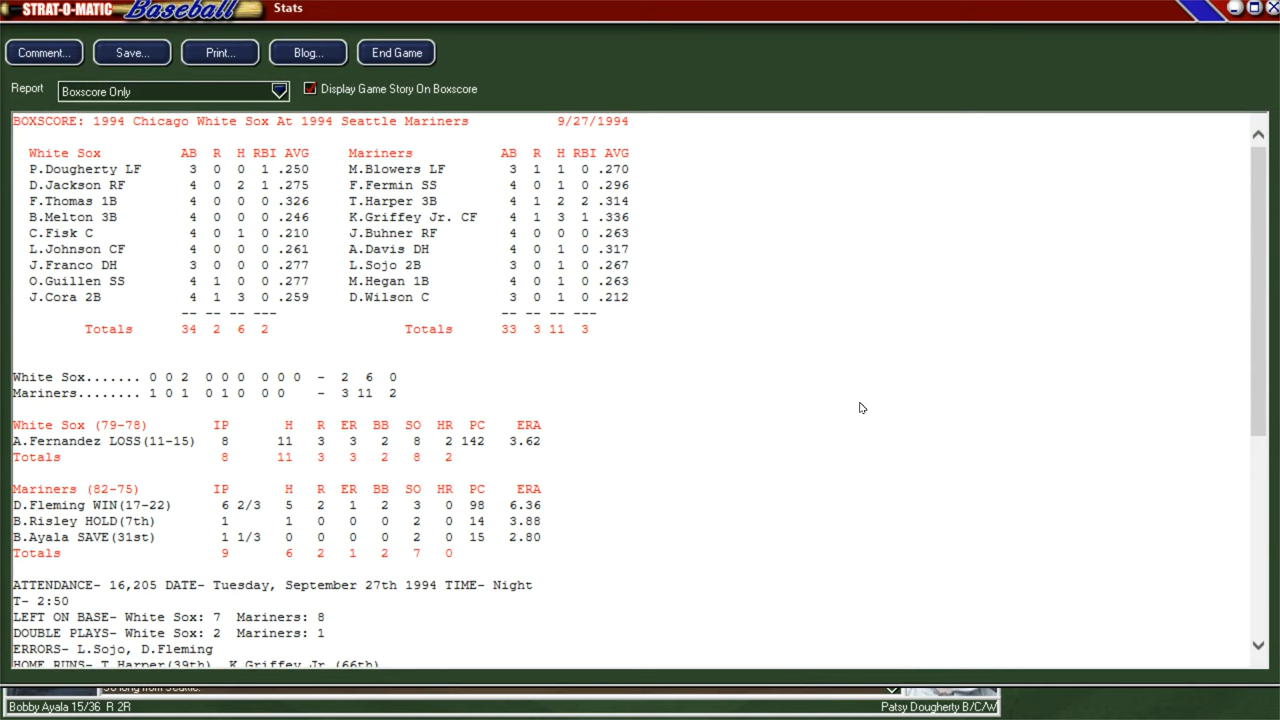 STRAT-O-MATIC Baseball Stats
Comment... Save... Print... Blog... End Game
Report Boxscore Only Display Game Story On Boxscore
BOXSCORE: 1994 Chicago White Sox At 1994 Seattle Mariners 9/27/1994
White Sox AB R H RBI AVG Mariners AB R H RBI AVG
P.Dougherty LF 3 0 0 1 .250 M.Blowers LF 3 1 1 0 .270
D.Jackson RF 4 0 2 1 .275 F.Fermin SS 4 0 1 0 .296
F.Thomas 1B 4 0 0 0 .326 T.Harper 3B 4 1 2 2 .314
B.Melton 3B 4 0 0 0 .246 K.Griffey Jr. CF 4 1 3 1 .336
C.Fisk C 4 0 1 0 .210 J.Buhner RF 4 0 0 0 .263
L.Johnson CF 4 0 0 0 .261 A.Davis DH 4 0 1 0 .317
J.Franco DH 3 0 0 0 .277 L.Sojo 2B 3 0 1 0 .267
O.Guillen SS 4 1 0 0 .277 M.Hegan 1B 4 0 1 0 .263
J.Cora 2B 4 1 3 0 .259 D.Wilson C 3 0 1 0 .212
-- -- -- --- -- -- -- ---
Totals 34 2 6 2 Totals 33 3 11 3
White Sox....... 0 0 2 0 0 0 0 0 0 - 2 6 0
Mariners........ 1 0 1 0 1 0 0 0 - 3 11 2
White Sox (79-78) IP H R ER BB SO HR PC ERA
A.Fernandez LOSS(11-15) 8 11 3 3 2 8 2 142 3.62
Totals 8 11 3 3 2 8 2
Mariners (82-75) IP H R ER BB SO HR PC ERA
D.Fleming WIN(17-22) 6 2/3 5 2 1 2 3 0 98 6.36
B.Risley HOLD(7th) 1 1 0 0 0 2 0 14 3.88
B.Ayala SAVE(31st) 1 1/3 0 0 0 0 2 0 15 2.80
Totals 9 6 2 1 2 7 0
ATTENDANCE- 16,205 DATE- Tuesday, September 27th 1994 TIME- Night
T- 2:50
LEFT ON BASE- White Sox: 7 Mariners: 8
DOUBLE PLAYS- White Sox: 2 Mariners: 1
ERRORS- L.Sojo, D.Fleming
HOME RUNS- T.Harper(39th), K.Griffey Jr.(66th)
So long from Seattle.
Bobby Ayala 15/36 R 2R Patsy Dougherty B/C/W